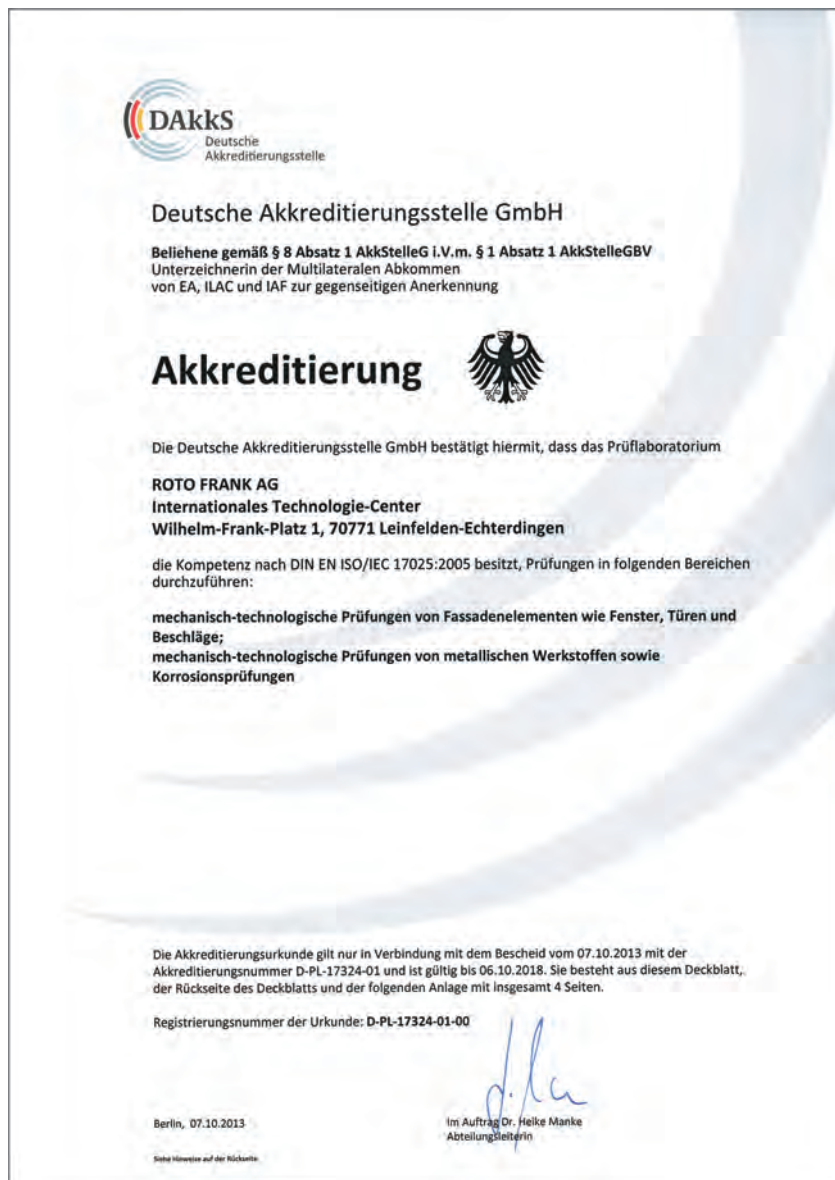 DAkkS
Deutsche
Akkreditierungsstelle
Deutsche Akkreditierungsstelle GmbH
Beliehene gemäß § 8 Absatz 1 AkkStelleG i.V.m. § 1 Absatz 1 AkkStelleGBV
Unterzeichnerin der Multilateralen Abkommen
von EA, ILAC und IAF zur gegenseitigen Anerkennung
Akkreditierung
Die Deutsche Akkreditierungsstelle GmbH bestätigt hiermit, dass das Prüflaboratorium
ROTO FRANK AG
Internationales Technologie-Center
Wilhelm-Frank-Platz 1, 70771 Leinfelden-Echterdingen
die Kompetenz nach DIN EN ISO/IEC 17025:2005 besitzt, Prüfungen in folgenden Bereichen
durchzuführen:
mechanisch-technologische Prüfungen von Fassadenelementen wie Fenster, Türen und
Beschläge;
mechanisch-technologische Prüfungen von metallischen Werkstoffen sowie
Korrosionsprüfungen
Die Akkreditierungsurkunde gilt nur in Verbindung mit dem Bescheid vom 07.10.2013 mit der
Akkreditierungsnummer D-PL-17324-01 und ist gültig bis 06.10.2018. Sie besteht aus diesem Deckblatt,
der Rückseite des Deckblatts und der folgenden Anlage mit insgesamt 4 Seiten.
Registrierungsnummer der Urkunde: D-PL-17324-01-00
Berlin, 07.10.2013
Im Auftrag Dr. Heike Manke
Abteilungsleiterin
Siehe Hinweise auf der Rückseite